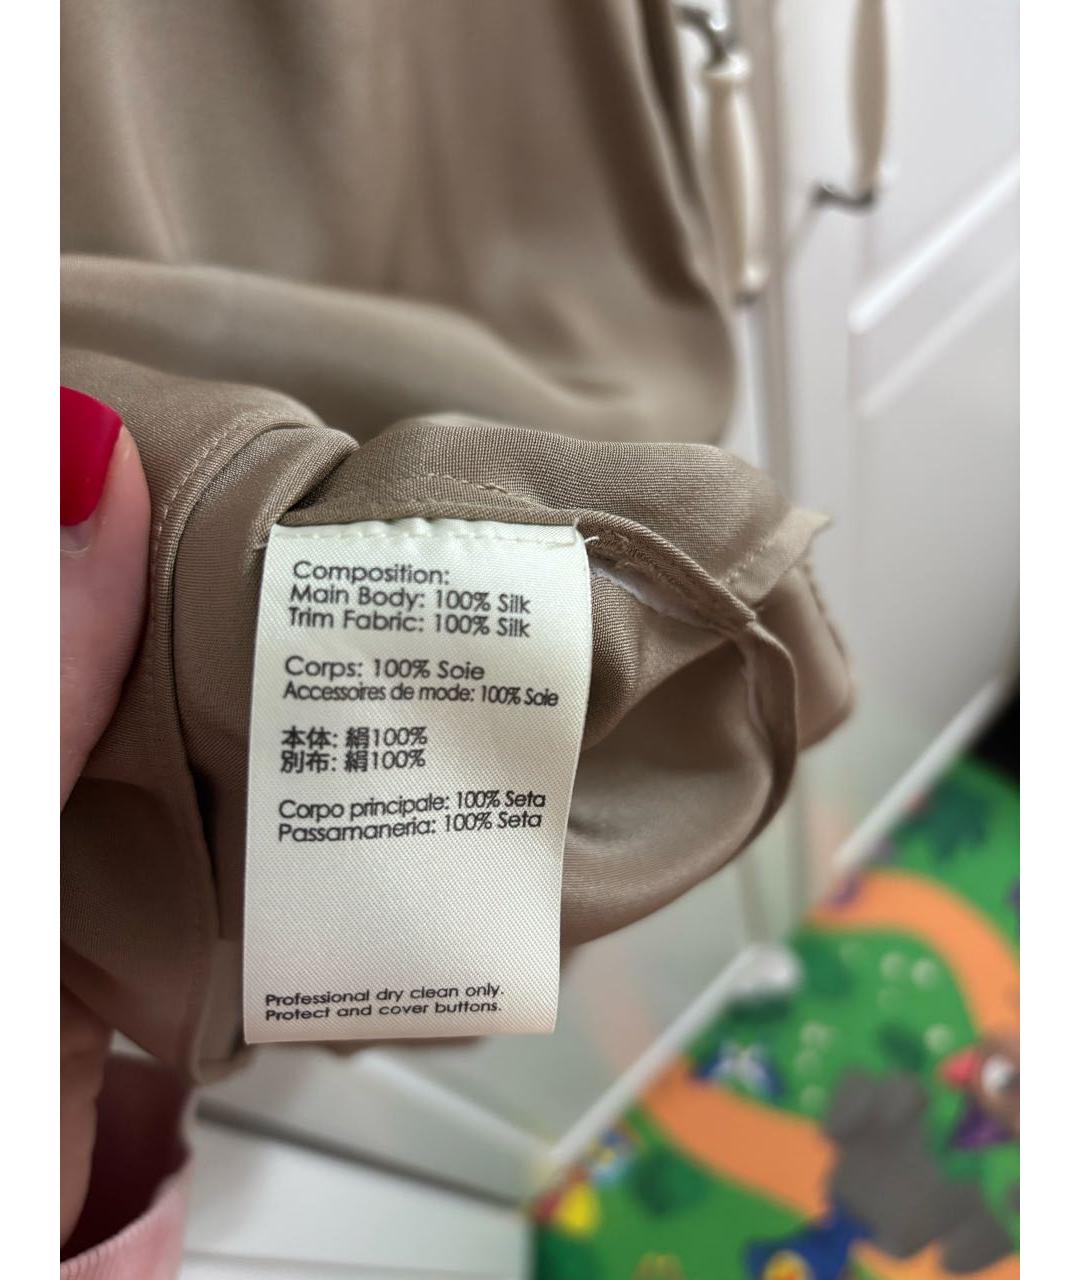 Composition:
Main Body: 100% Silk
Trim Fabric: 100% Silk
Corps: 100% Soie
Accessoires de mode: 100% Soie
本体: 絹100%
別布: 絹100%
Corpo principale: 100% Seta
Passamaneria: 100% Seta
Professional dry clean only.
Protect and cover buttons.